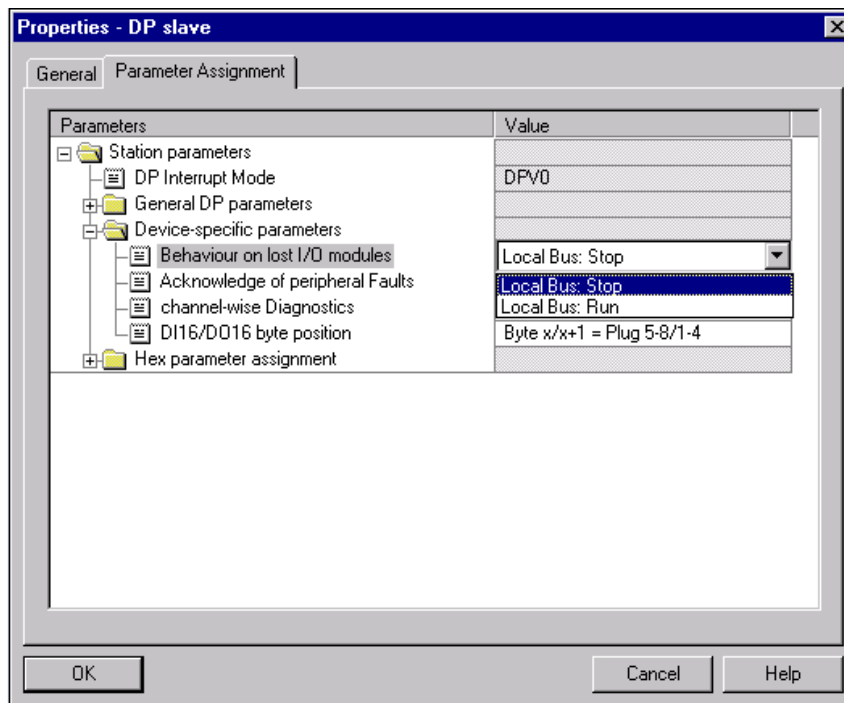 Properties - DP slave
General Parameter Assignment
Parameters Value
Station parameters
DP Interrupt Mode DPV0
General DP parameters
Device-specific parameters
Behaviour on lost I/O modules Local Bus: Stop
Acknowledge of peripheral Faults Local Bus: Stop
channel-wise Diagnostics Local Bus: Run
DI16/DO16 byte position Byte x/x+1 = Plug 5-8/1-4
Hex parameter assignment
OK Cancel Help